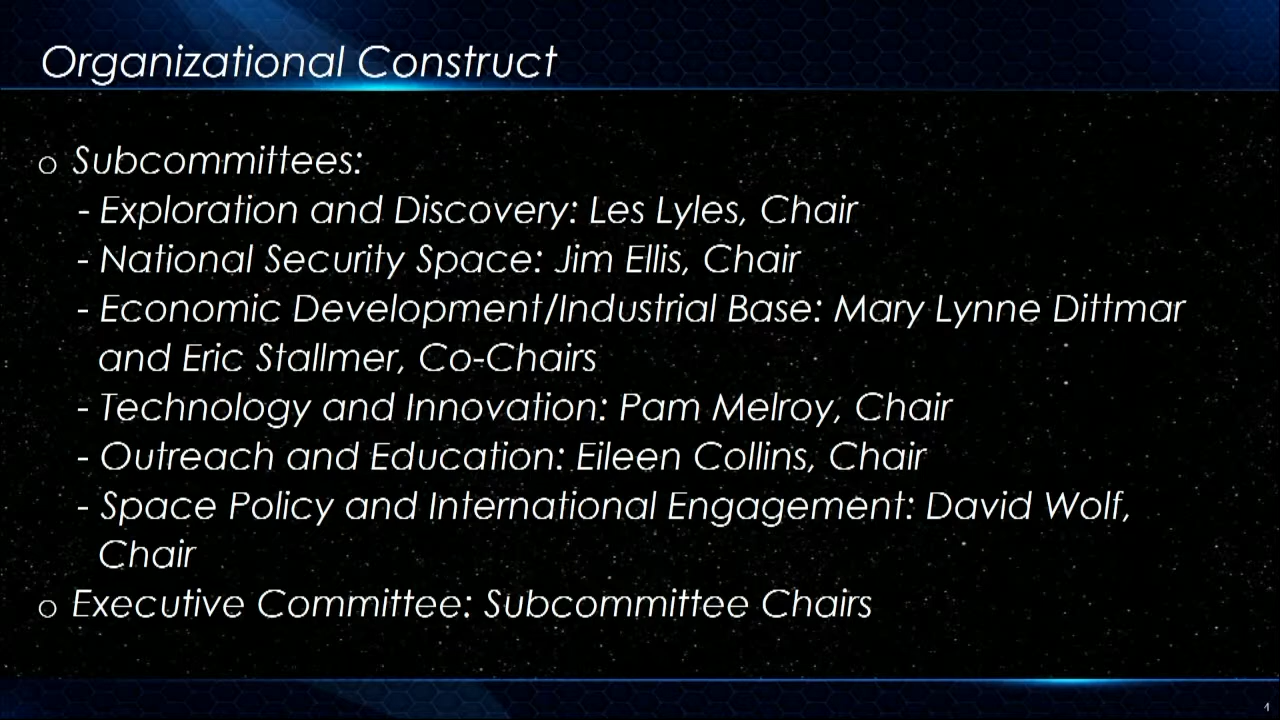 Organizational Construct
o Subcommittees:
- Exploration and Discovery: Les Lyles, Chair
- National Security Space: Jim Ellis, Chair
- Economic Development/Industrial Base: Mary Lynne Dittmar
and Eric Stallmer, Co-Chairs
- Technology and Innovation: Pam Melroy, Chair
- Outreach and Education: Eileen Collins, Chair
- Space Policy and International Engagement: David Wolf,
Chair
o Executive Committee: Subcommittee Chairs
4